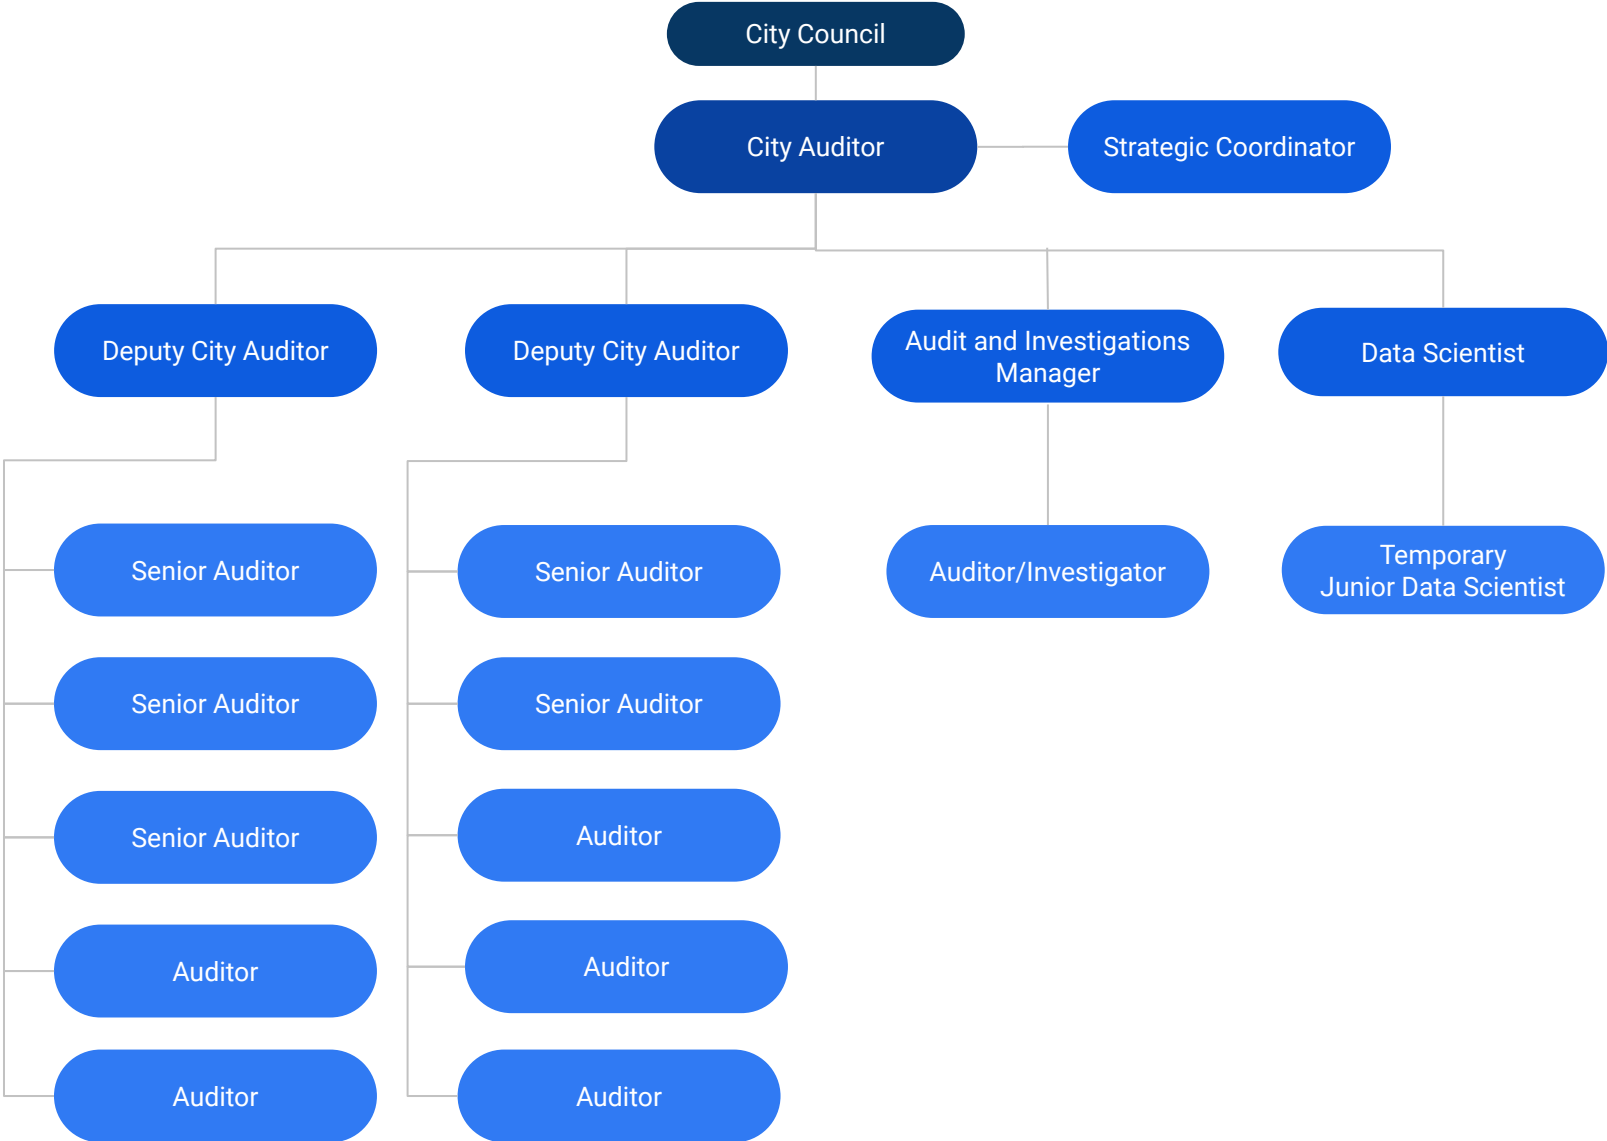 City Council
City Auditor
Strategic Coordinator
Deputy City Auditor
Deputy City Auditor
Audit and Investigations
Manager
Data Scientist
Senior Auditor
Senior Auditor
Senior Auditor
Auditor
Auditor
Senior Auditor
Senior Auditor
Auditor
Auditor
Auditor
Auditor/Investigator
Temporary
Junior Data Scientist